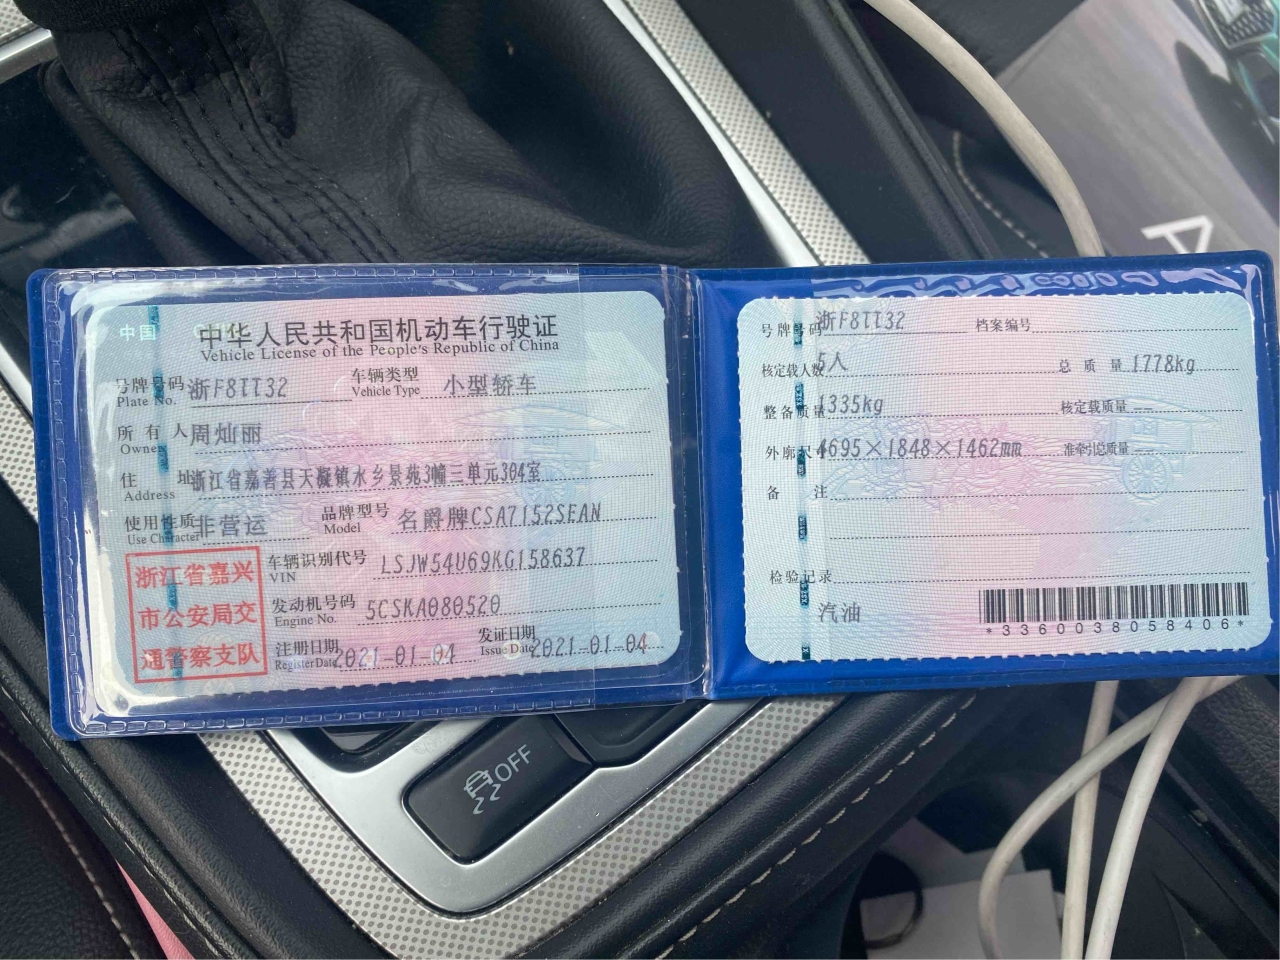 中国
中华人民共和国机动车行驶证
Vehicle License of the People's Republic of China
号牌号码 浙F8TT32 车辆类型 小型轿车
Plate No. Vehicle Type
所有人 周灿丽
Owner
住址 浙江省嘉善县天凝镇水乡景苑3幢三单元304室
Address
使用性质 非营运 品牌型号 名爵牌CSA7152SEAN
Use Character Model
浙江省嘉兴
市公安局交
通警察支队
车辆识别代号 LSJW54U69KG158637
VIN
发动机号码 5CSKA080520
Engine No.
注册日期 2021-01-04 发证日期 2021-01-04
Register Date Issue Date
号牌号码 浙F8TT32 档案编号
核定载人数 5人 总质量 1778kg
整备质量 1335kg 核定载质量 --
外廓尺寸 4695×1848×1462mm 准牵引总质量 --
备注
检验记录
汽油
*3360038058406*
OFF
A